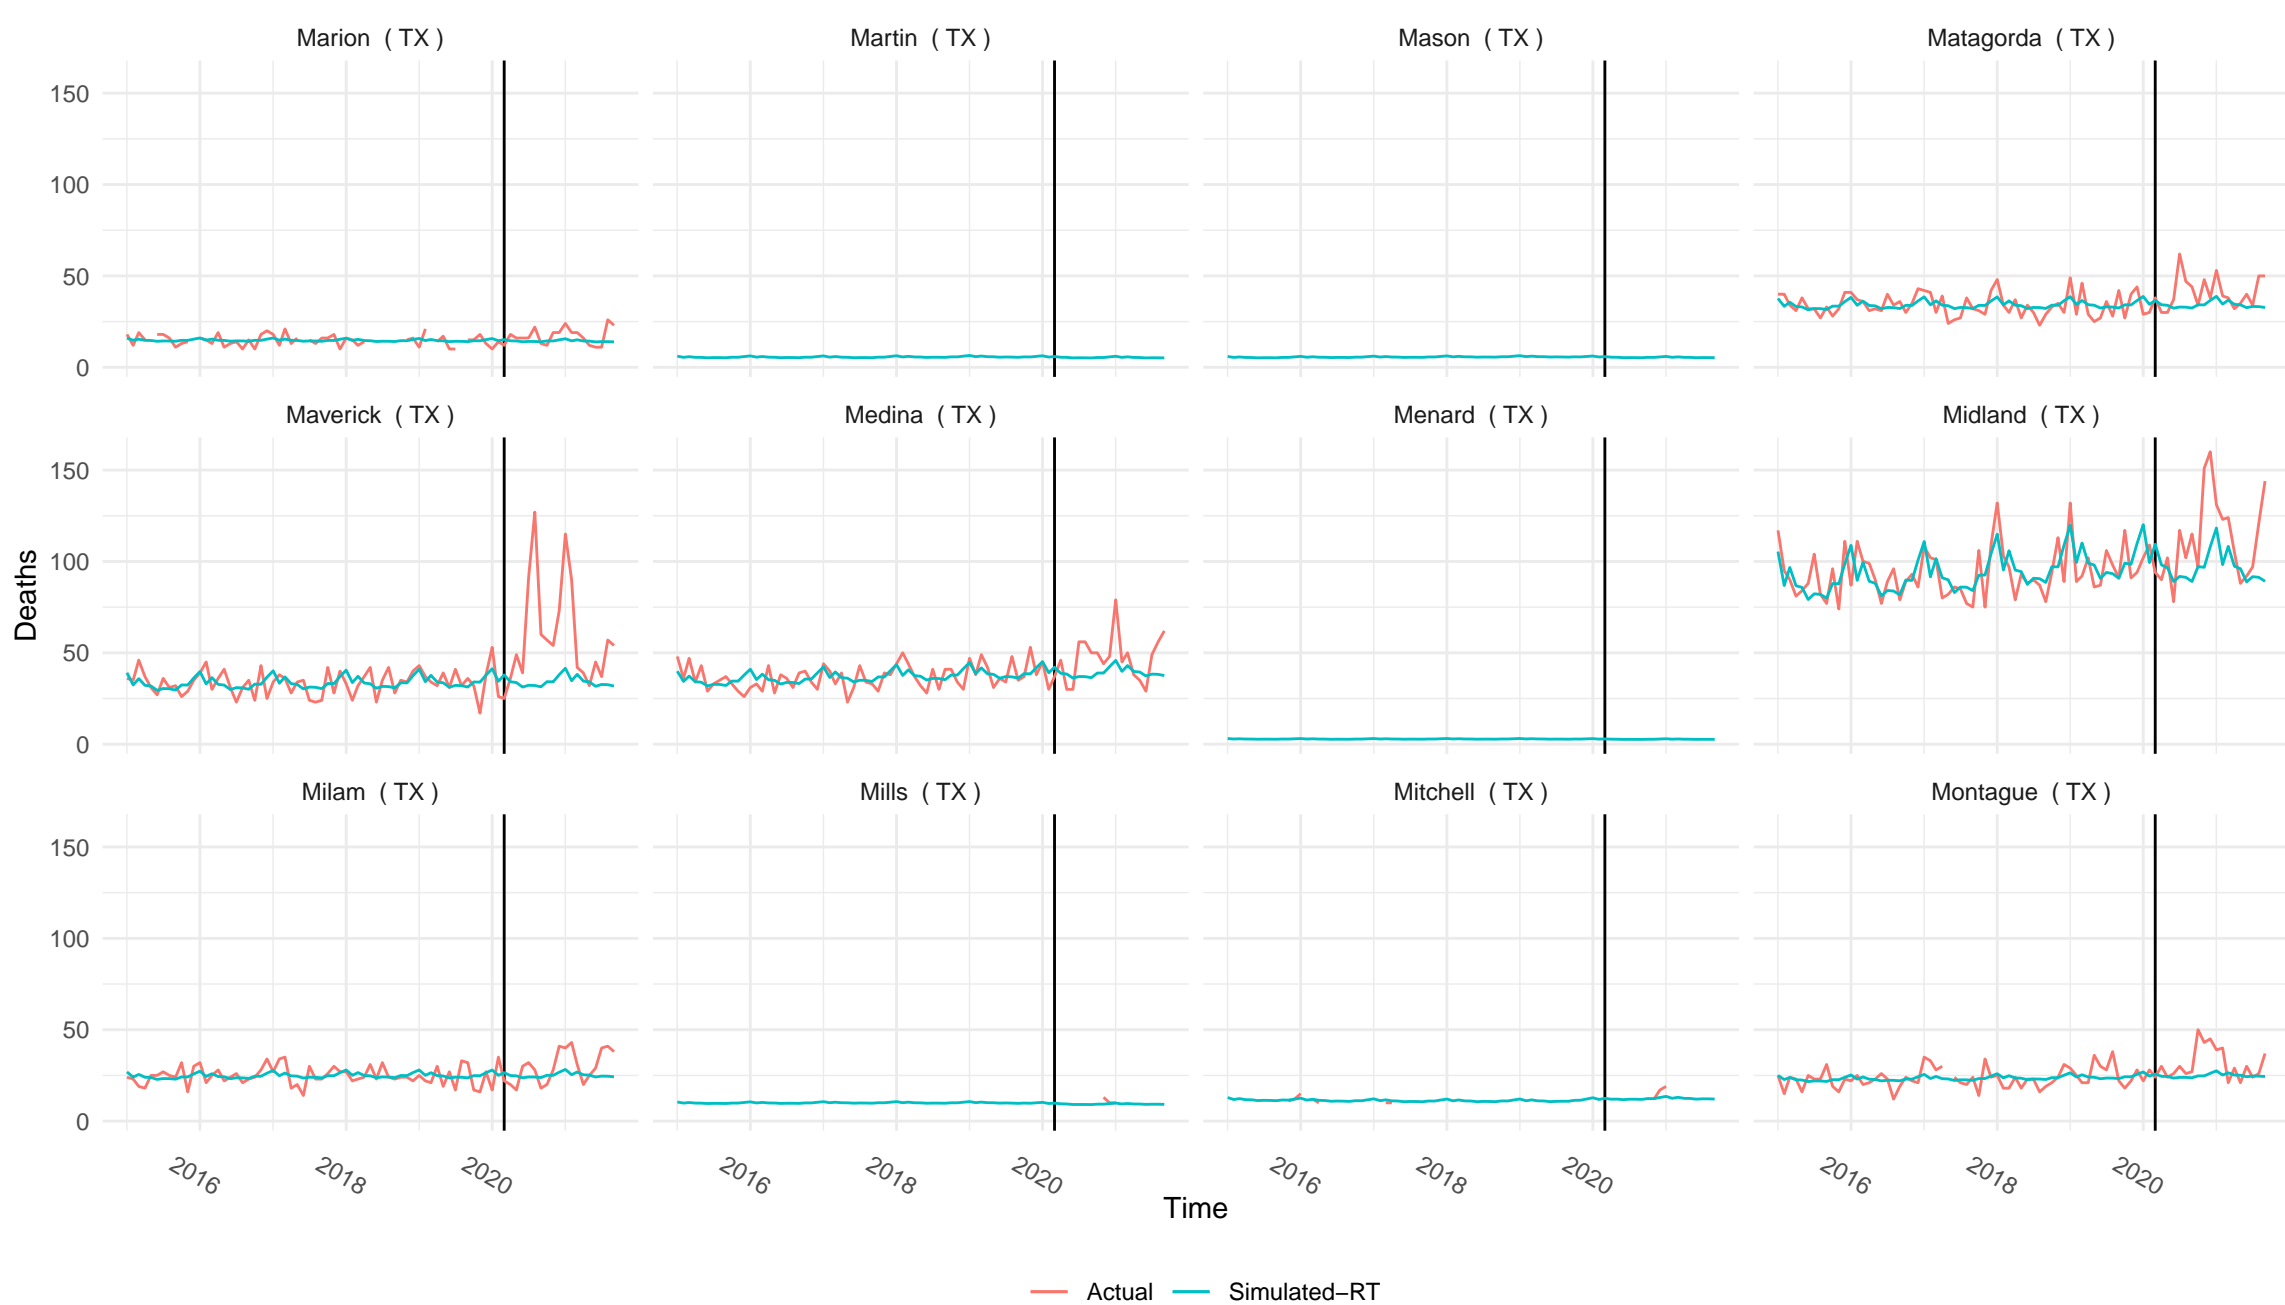 Marion ( TX )
Martin ( TX )
Mason ( TX )
Matagorda ( TX )
150
100
50
0
Maverick ( TX )
Medina ( TX )
Menard ( TX )
Midland ( TX )
150
100
50
0
Deaths
Milam ( TX )
Mills ( TX )
Mitchell ( TX )
Montague ( TX )
150
100
50
0
2016 2018 2020
2016 2018 2020
2016 2018 2020
2016 2018 2020
Time
Actual
Simulated−RT